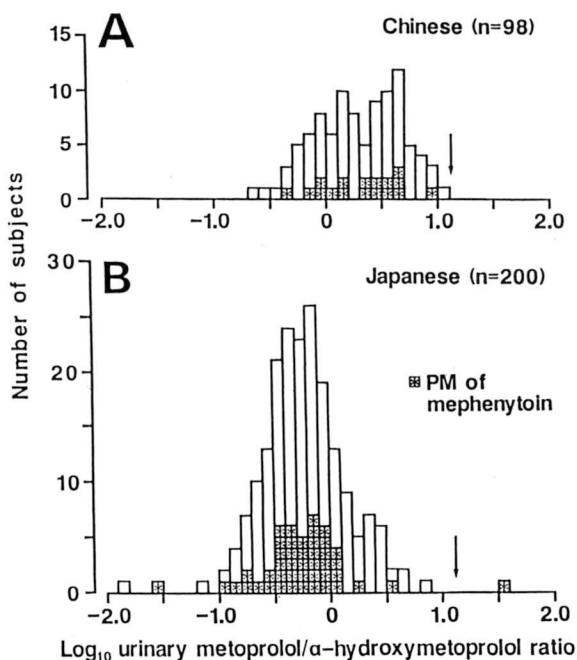 A
Chinese (n=98)
15
10
5
0
-2.0 -1.0 0 1.0 2.0
B
Japanese (n=200)
30
20
10
0
PM of
mephenytoin
-2.0 -1.0 0 1.0 2.0
Number of subjects
Log10 urinary metoprolol/α-hydroxymetoprolol ratio